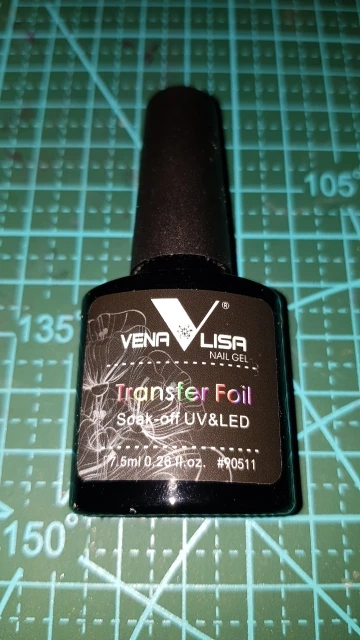 105°
VENA LISA ®
NAIL GEL
135°
Transfer Foil
Soak-off UV&LED
7.5ml 0.26 fl.oz. #90511
150°